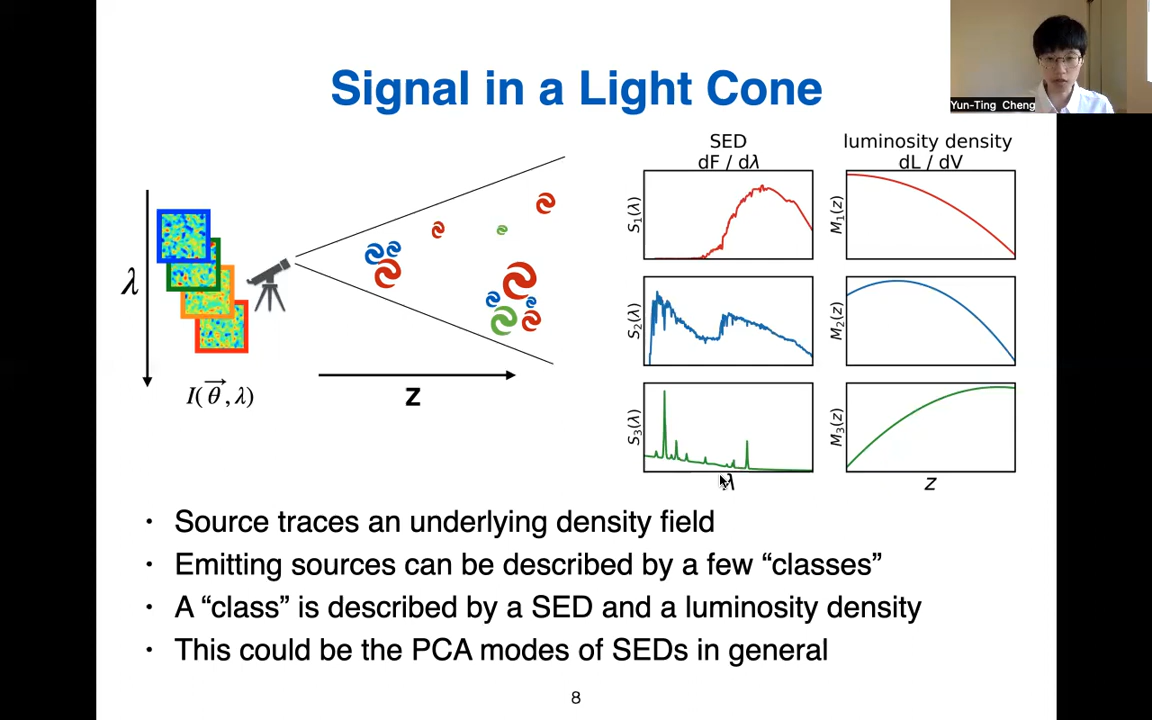 Signal in a Light Cone
Yun-Ting Cheng
SED
dF / dλ
luminosity density
dL / dV
λ
I(θ⃗, λ)
z
S₁(λ)
M₁(z)
S₂(λ)
M₂(z)
S₃(λ)
M₃(z)
λ
z
• Source traces an underlying density field
• Emitting sources can be described by a few “classes”
• A “class” is described by a SED and a luminosity density
• This could be the PCA modes of SEDs in general
8